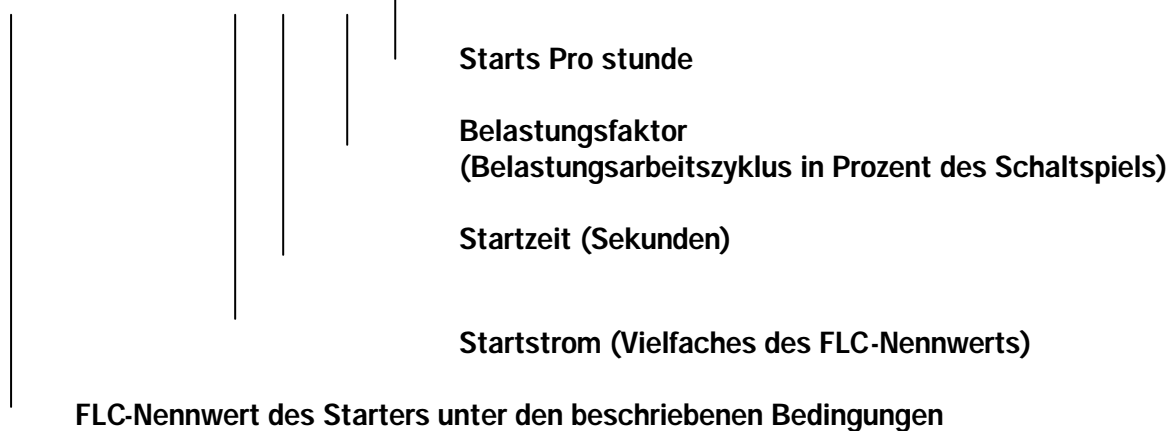 Starts Pro stunde
Belastungsfaktor
(Belastungsarbeitszyklus in Prozent des Schaltspiels)
Startzeit (Sekunden)
Startstrom (Vielfaches des FLC-Nennwerts)
FLC-Nennwert des Starters unter den beschriebenen Bedingungen